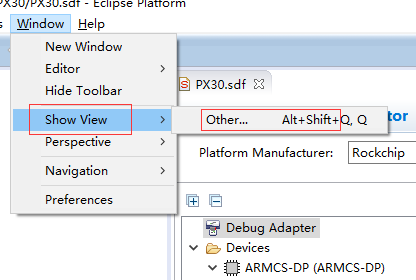 PX30/PX30.sdf - Eclipse Platform
Window Help
New Window
Editor
Hide Toolbar
PX30.sdf
Show View
Other... Alt+Shift+Q, Q
Perspective
Platform Manufacturer: Rockchip
Navigation
Preferences
Debug Adapter
Devices
ARMCS-DP (ARMCS-DP)